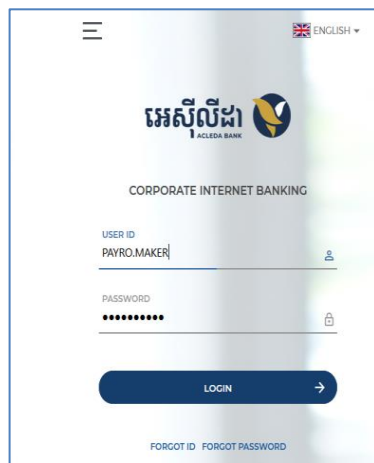 ENGLISH
អេស៊ីលីដា
ACLEDA BANK
CORPORATE INTERNET BANKING
USER ID
PAYRO.MAKER
PASSWORD
••••••••••
LOGIN
FORGOT ID FORGOT PASSWORD